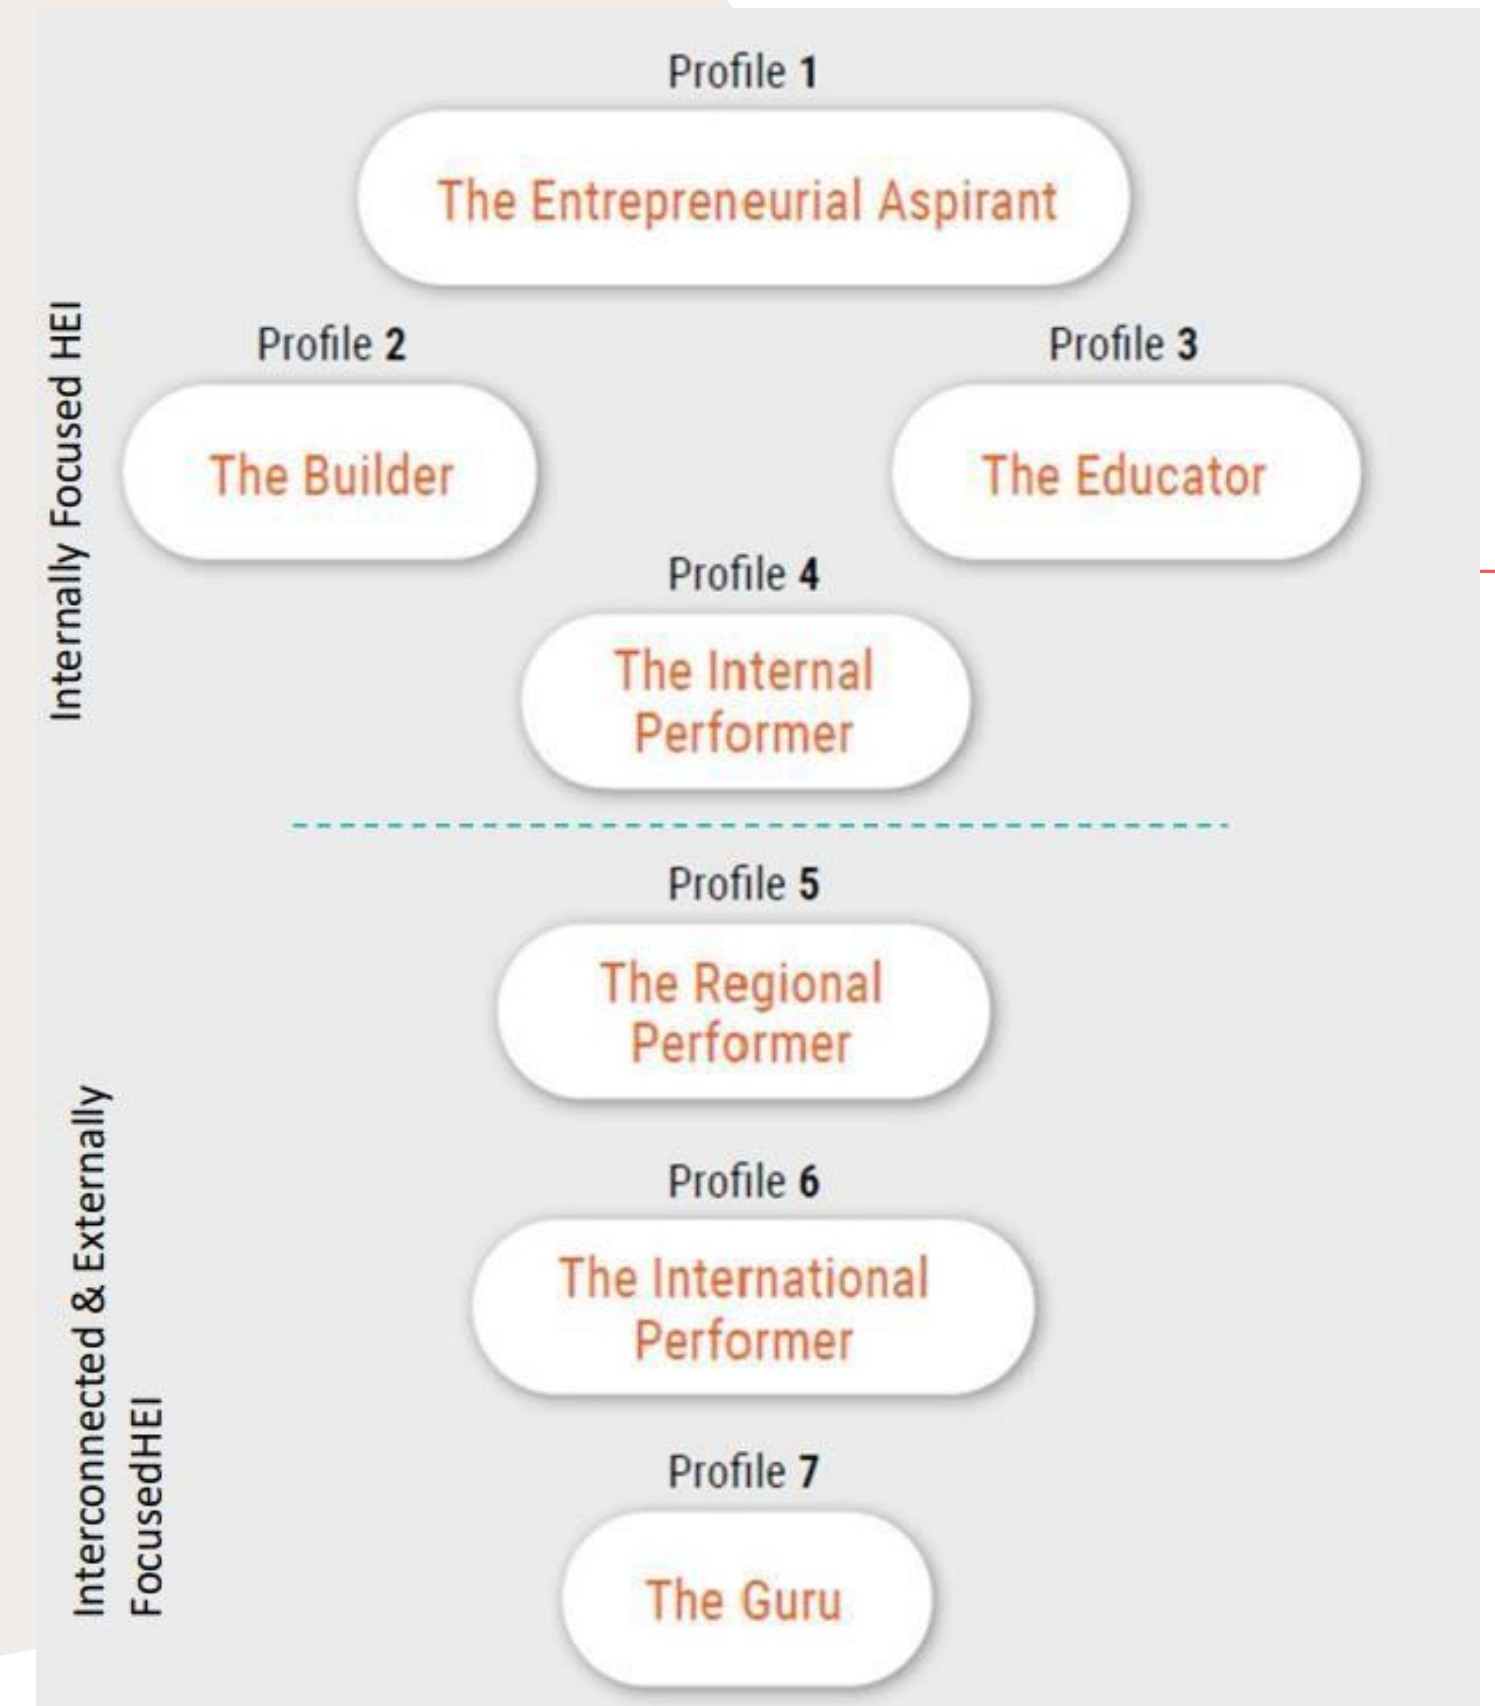 Profile 1
The Entrepreneurial Aspirant
Internally Focused HEI
Profile 2
Profile 3
The Builder
The Educator
Profile 4
The Internal
Performer
Profile 5
The Regional
Performer
Interconnected & Externally
FocusedHEI
Profile 6
The International
Performer
Profile 7
The Guru